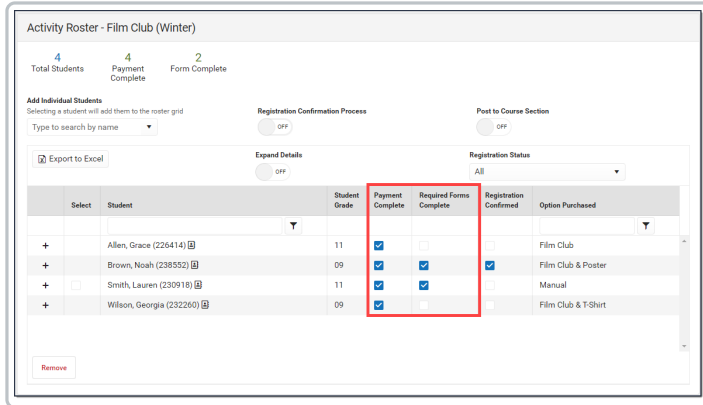 Activity Roster - Film Club (Winter)
4 4 2
Total Students Payment Form Complete
Complete
Add Individual Students
Selecting a student will add them to the roster grid Registration Confirmation Process Post to Course Section
Type to search by name OFF OFF
Export to Excel Expand Details Registration Status
OFF All
Student Payment Required Forms Registration
Select Student Grade Complete Complete Confirmed Option Purchased
+ Allen, Grace (226414) 11 Film Club
+ Brown, Noah (238552) 09 Film Club & Poster
+ Smith, Lauren (230918) 11 Manual
+ Wilson, Georgia (232260) 09 Film Club & T-Shirt
Remove